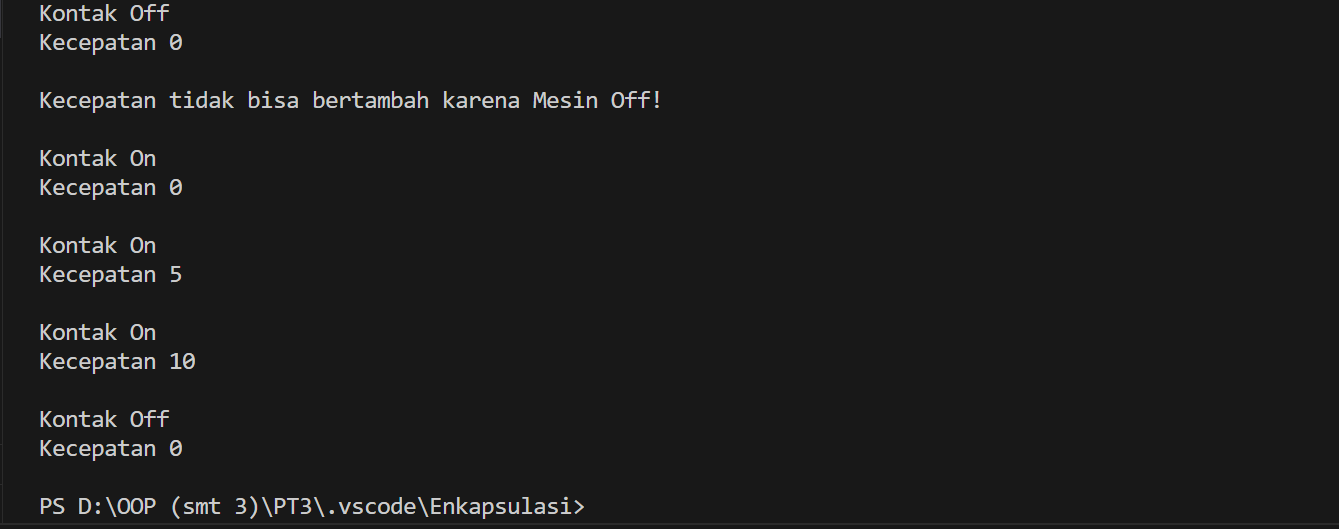 Kontak Off
Kecepatan 0
Kecepatan tidak bisa bertambah karena Mesin Off!
Kontak On
Kecepatan 0
Kontak On
Kecepatan 5
Kontak On
Kecepatan 10
Kontak Off
Kecepatan 0
PS D:\OOP (smt 3)\PT3\.vscode\Enkapsulasi>